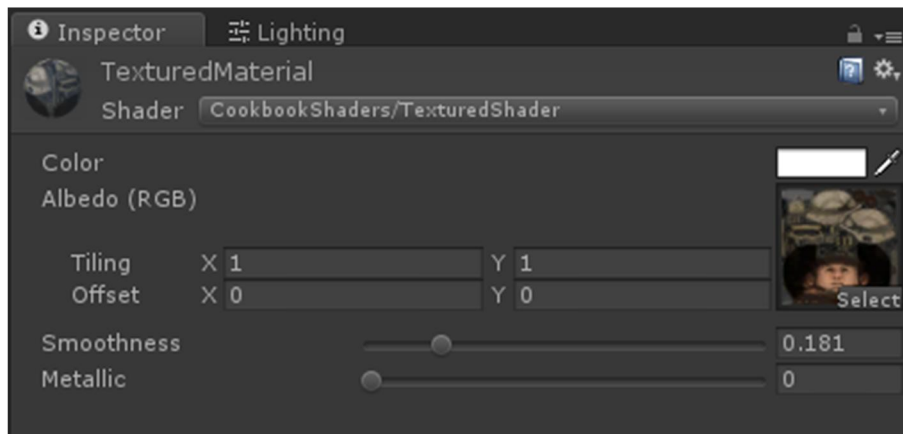 Inspector Lighting
TexturedMaterial
Shader CookbookShaders/TexturedShader
Color
Albedo (RGB)
Tiling X 1 Y 1
Offset X 0 Y 0
Select
Smoothness 0.181
Metallic 0